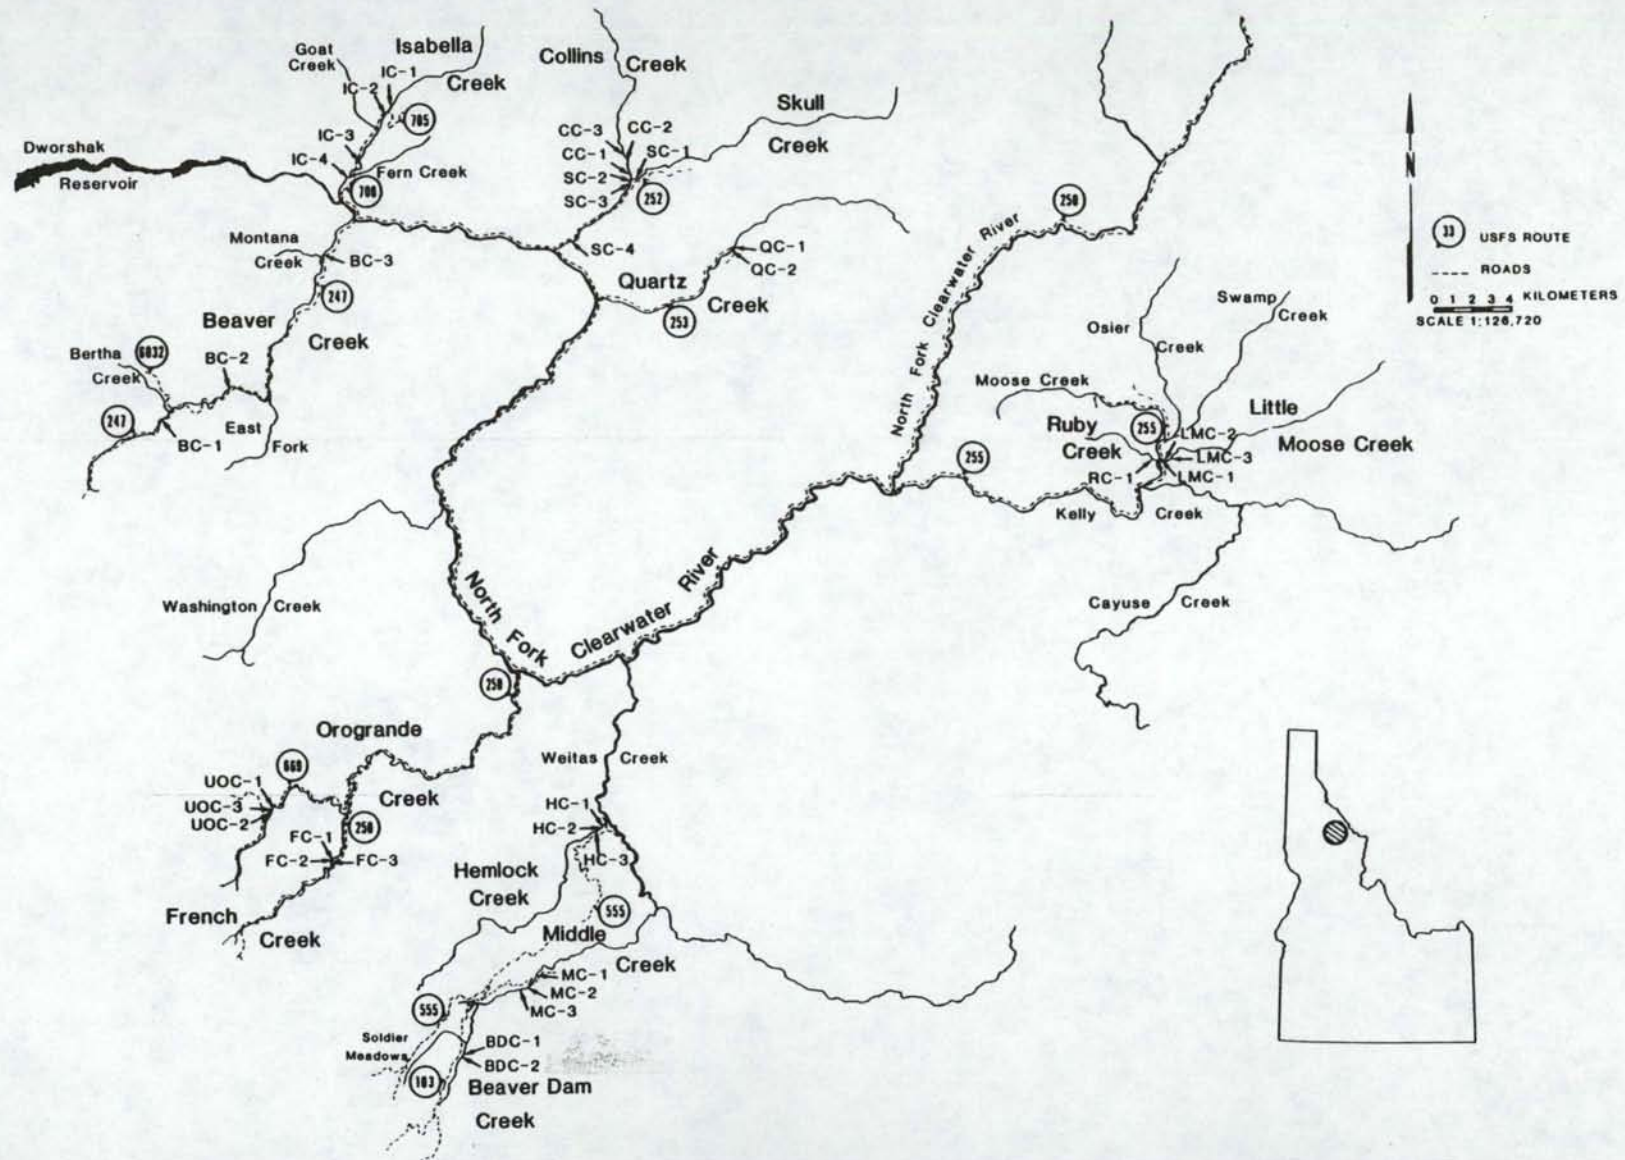 Goat
Creek
Isabella
Creek
IC-1
IC-2
705
IC-3
IC-4
Fern Creek
700
Dworshak
Reservoir
Collins
Creek
Skull
Creek
CC-3
CC-2
CC-1
SC-1
SC-2
SC-3
252
SC-4
QC-1
QC-2
Quartz
Creek
253
Montana
Creek
BC-3
247
Beaver
Creek
Bertha
Creek
6032
BC-2
247
BC-1
East
Fork
North Fork Clearwater River
250
N
33
USFS ROUTE
ROADS
0 1 2 3 4 KILOMETERS
SCALE 1:126,720
Osier
Creek
Swamp
Creek
Moose Creek
Little
Moose Creek
Ruby
Creek
255
LMC-2
LMC-3
LMC-1
RC-1
255
Kelly
Creek
Cayuse
Creek
Washington
Creek
North Fork
Clearwater River
250
Orogrande
Creek
669
UOC-1
UOC-3
UOC-2
250
FC-1
FC-2
FC-3
French
Creek
Weitas
Creek
HC-1
HC-2
HC-3
Hemlock
Creek
555
Middle
Creek
MC-1
MC-2
MC-3
555
Soldier
Meadows
BDC-1
BDC-2
103
Beaver Dam
Creek